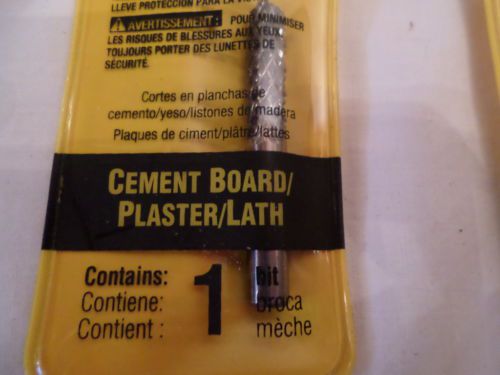 LLEVE PROTECCIÓN PARA LA VIS
AVERTISSEMENT: POUR MINIMISER
LES RISQUES DE BLESSURES AUX YEUX,
TOUJOURS PORTER DES LUNETTES DE
SÉCURITÉ.
Cortes en planchas de
cemento/yeso/listones de madera
Plaques de ciment/plâtre/lattes
CEMENT BOARD/
PLASTER/LATH
Contains: 1 bit
Contiene: broca
Contient : mèche